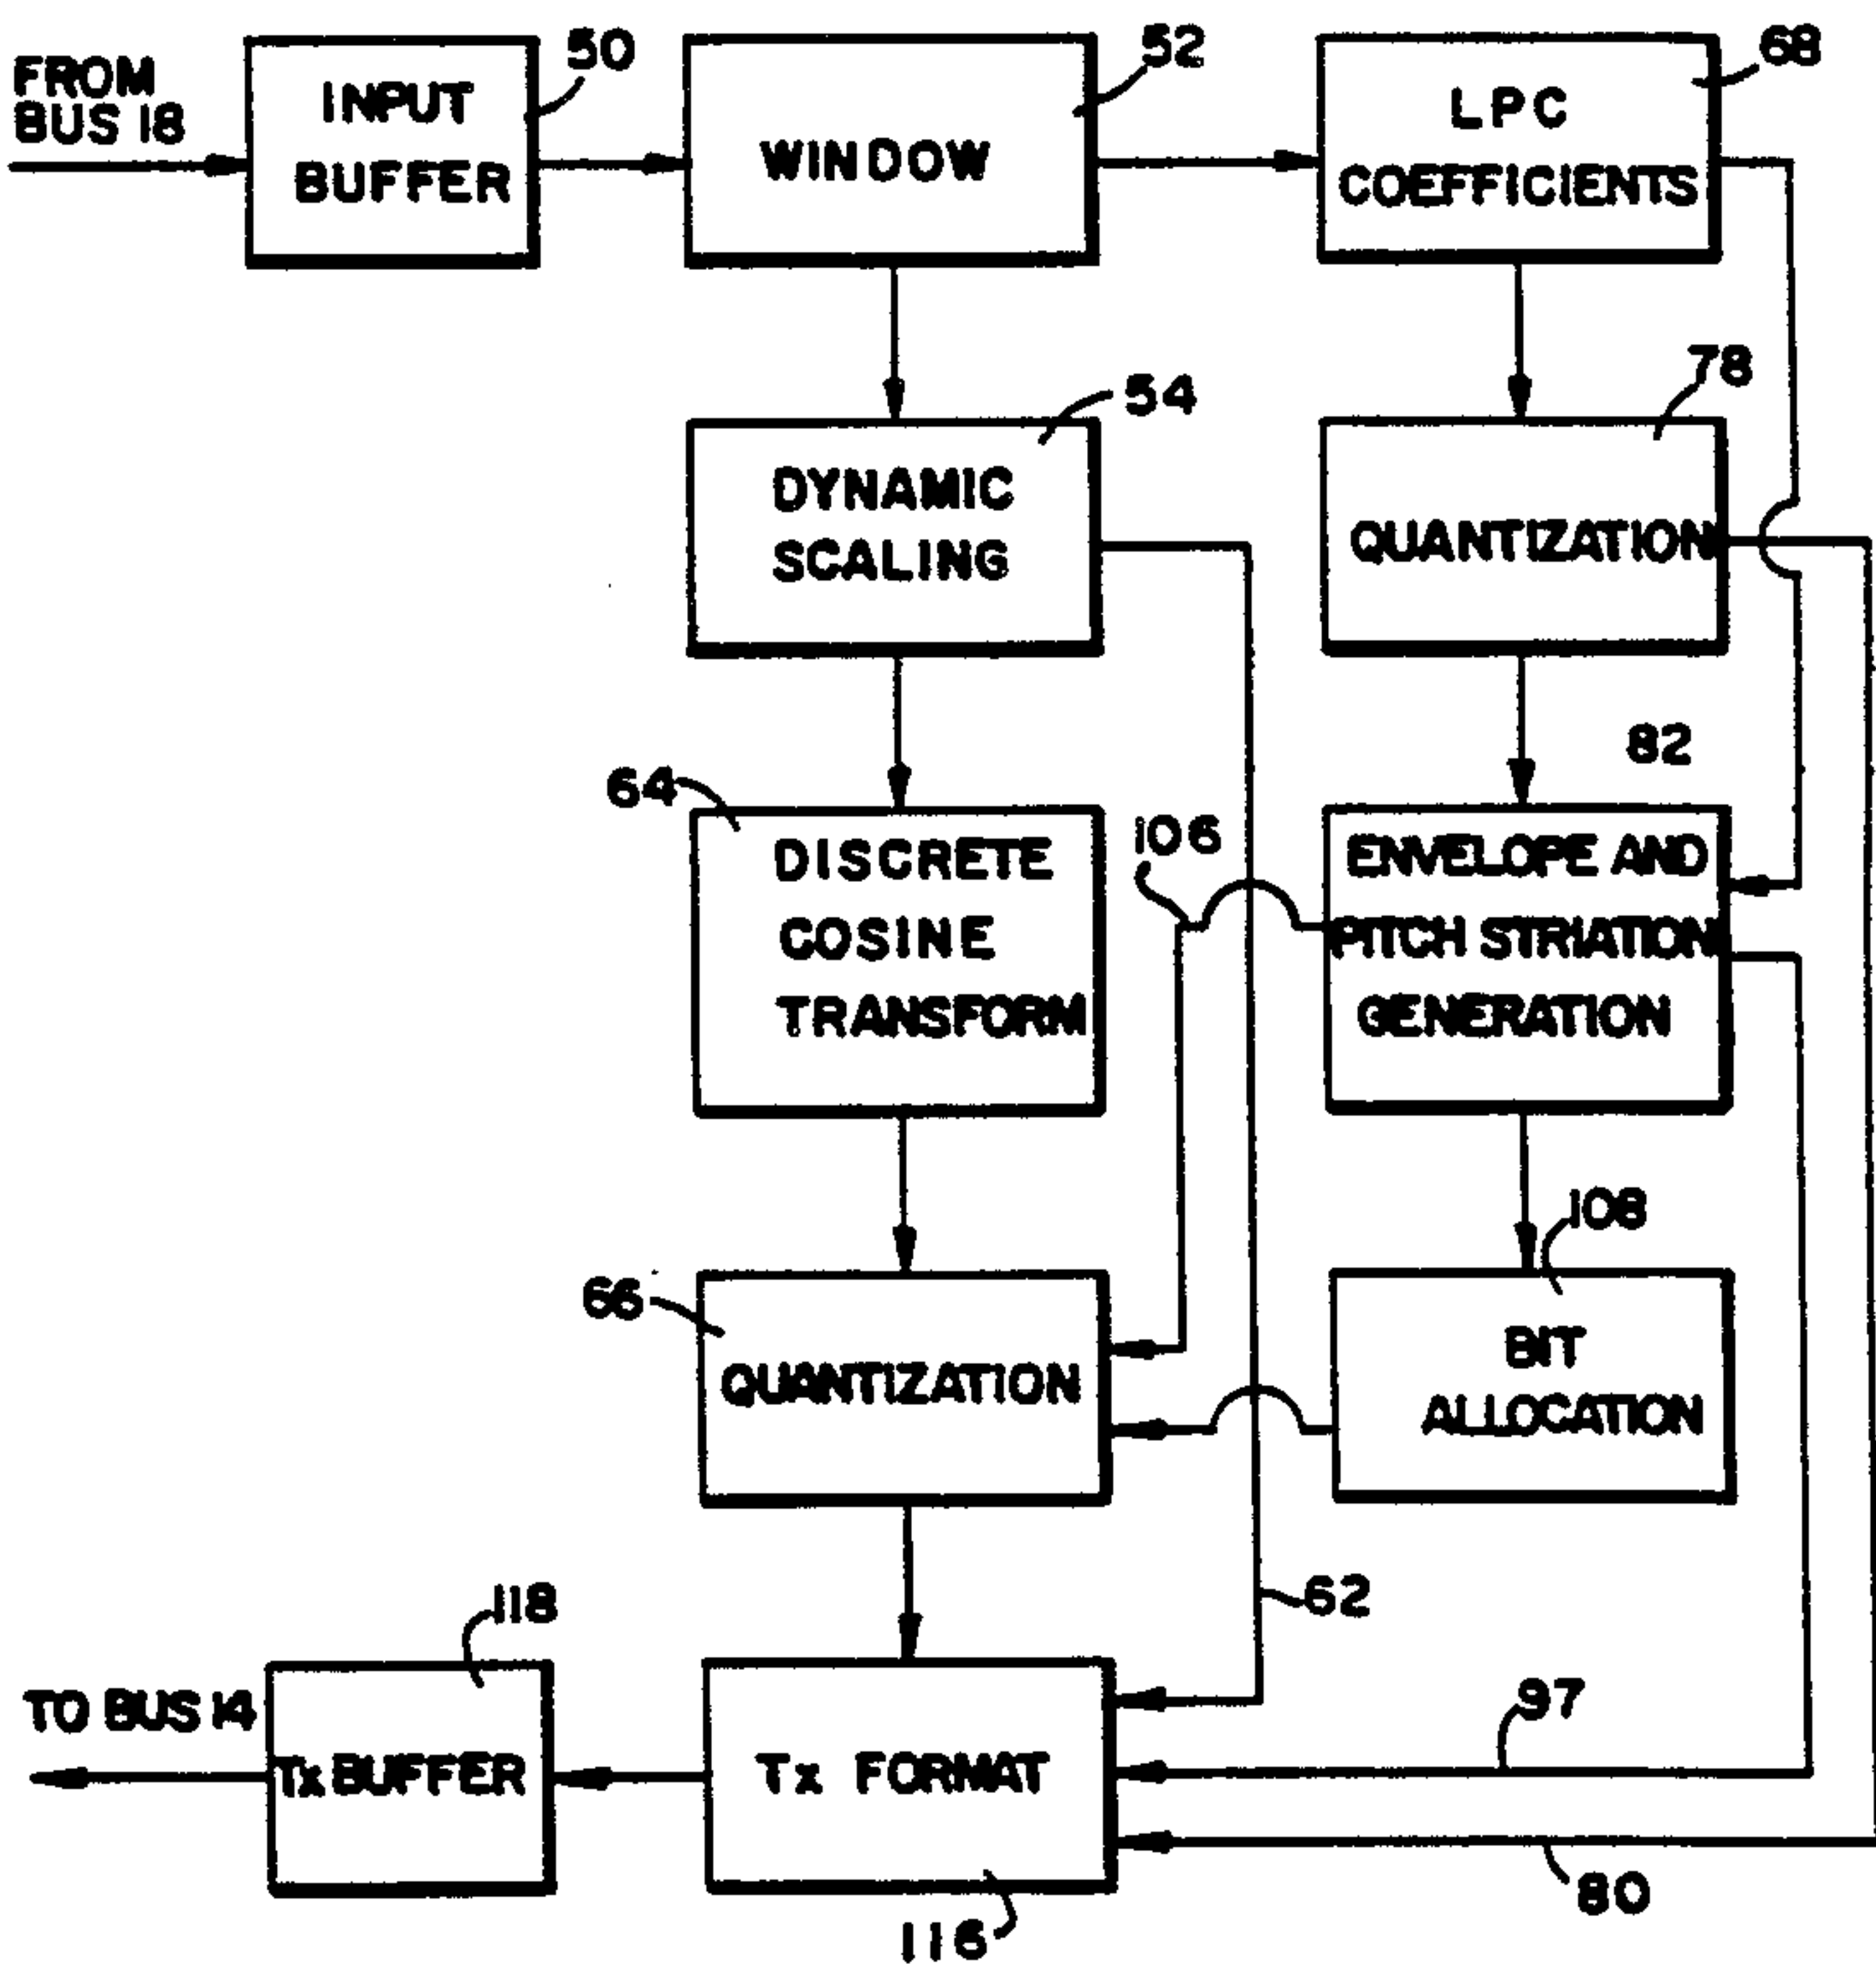 FROM
BUS 18
INPUT
BUFFER
50
WINDOW
52
LPC
COEFFICIENTS
68
DYNAMIC
SCALING
54
QUANTIZATION
78
82
64
DISCRETE
COSINE
TRANSFORM
106
ENVELOPE AND
PITCH STRIATION
GENERATION
66
QUANTIZATION
108
BIT
ALLOCATION
62
118
TO BUS 14
Tx BUFFER
Tx FORMAT
97
80
116